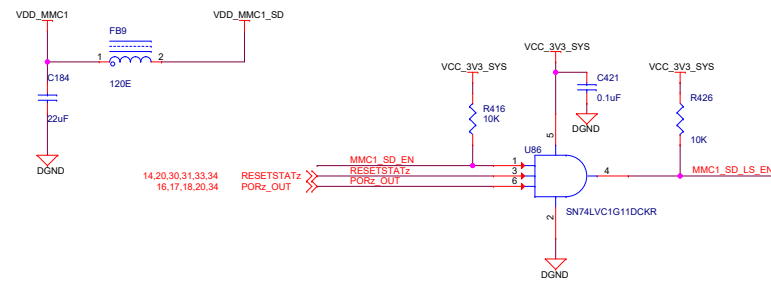 VDD_MMC1
VDD_MMC1_SD
FB9
1
2
120E
C184
22uF
DGND
VCC_3V3_SYS
VCC_3V3_SYS
VCC_3V3_SYS
C421
0.1uF
DGND
R416
10K
R426
10K
U86
5
MMC1_SD_EN
1
14,20,30,31,33,34
RESETSTATz
RESETSTATz
3
16,17,18,20,34
PORz_OUT
PORz_OUT
6
4
MMC1_SD_LS_EN
SN74LVC1G11DCKR
2
DGND